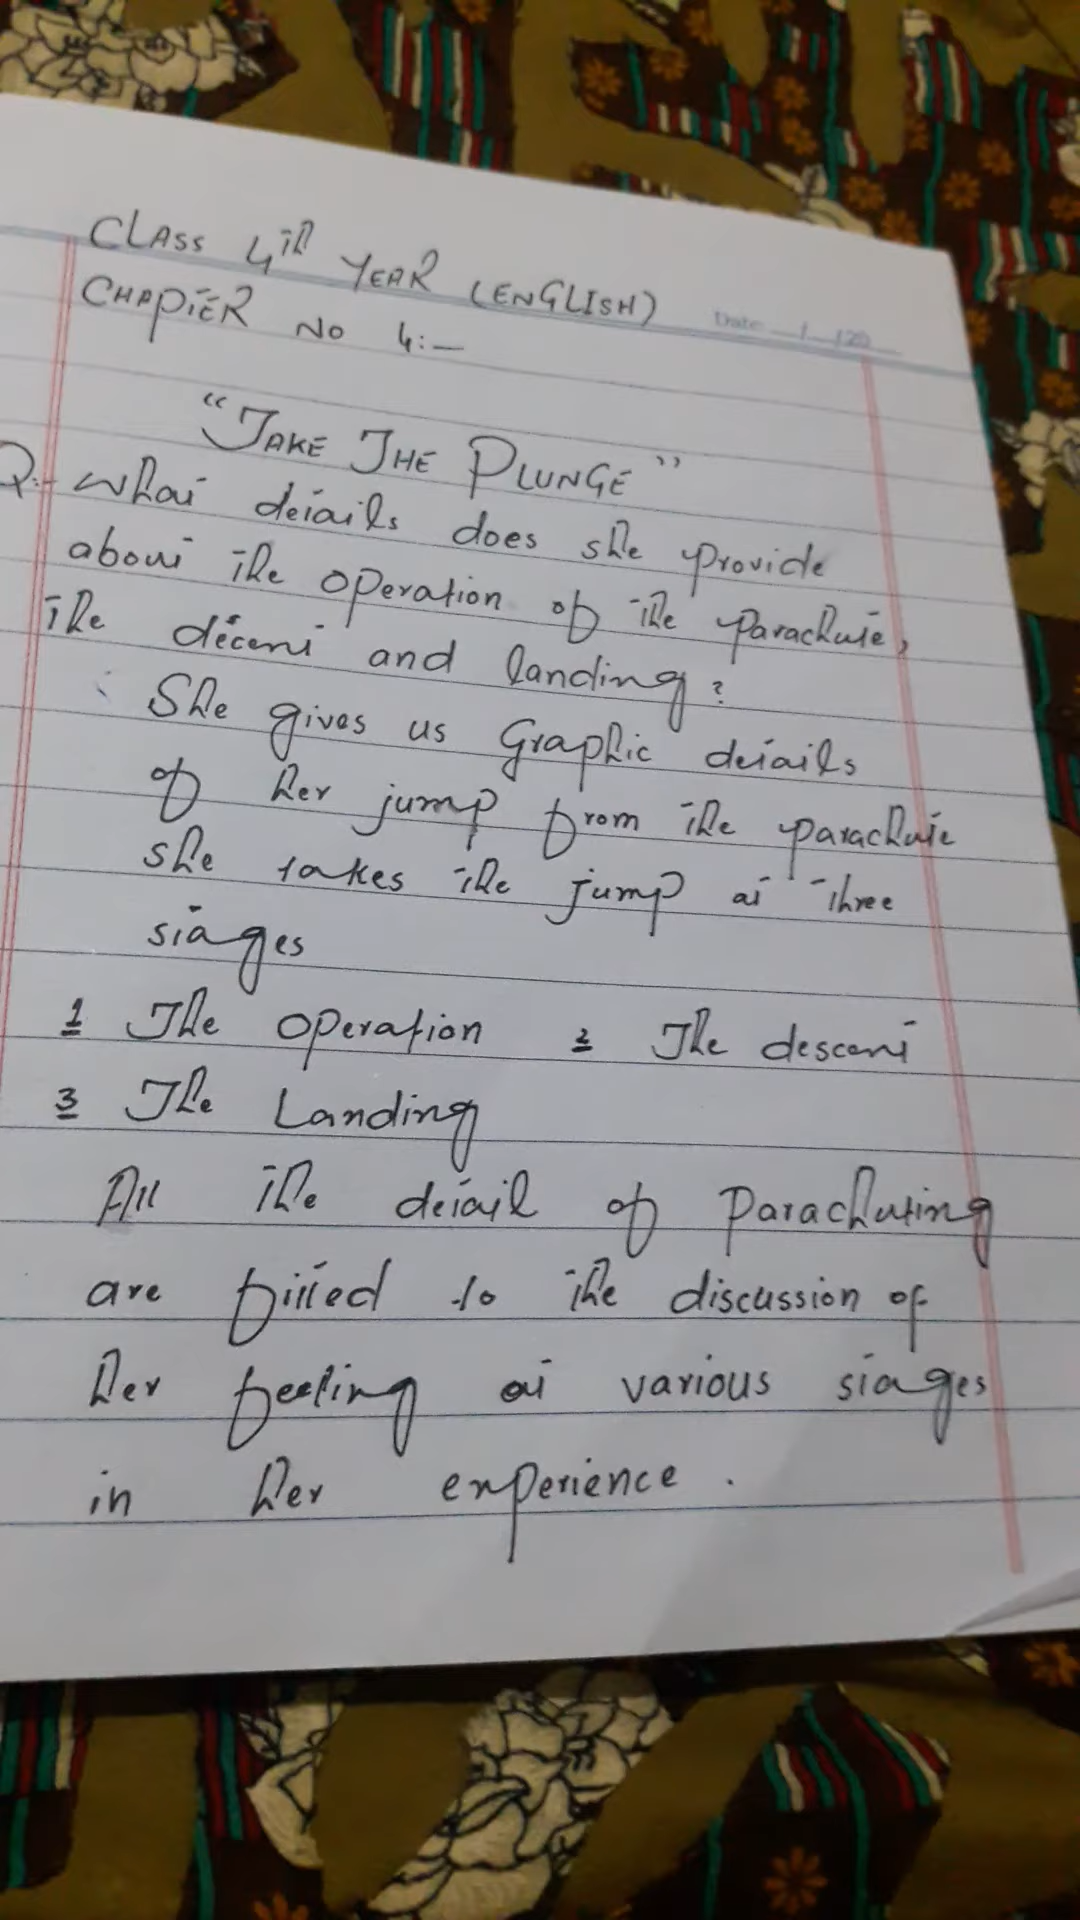 CLASS 4th YEAR (ENGLISH)
CHAPTER NO 4:-
Date __/__/20__
"TAKE THE PLUNGE"
Q:- What details does she provide
about the operation of the parachute,
the decent and landing?
She gives us Graphic details
of her jump from the parachute
she takes the jump at three
stages
1 The operation 2 The descent
3 The Landing
All the detail of Parachuting
are fitted to the discussion of
her feeling at various stages
in her experience.